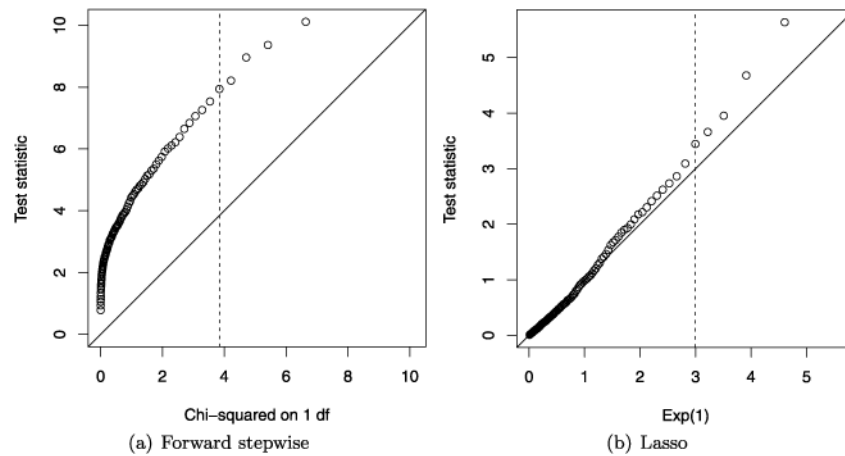 10
8
6
4
2
0
Test statistic
0 2 4 6 8 10
Chi−squared on 1 df
(a) Forward stepwise
5
4
3
2
1
0
Test statistic
0 1 2 3 4 5
Exp(1)
(b) Lasso